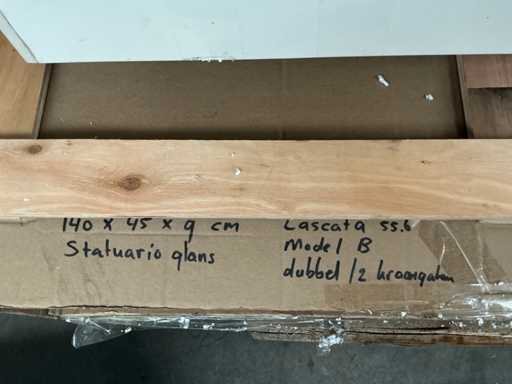 140 x 45 x 9 cm
Statuario glans
Lascata 55.6
Model B
dubbel /2 kraangaten